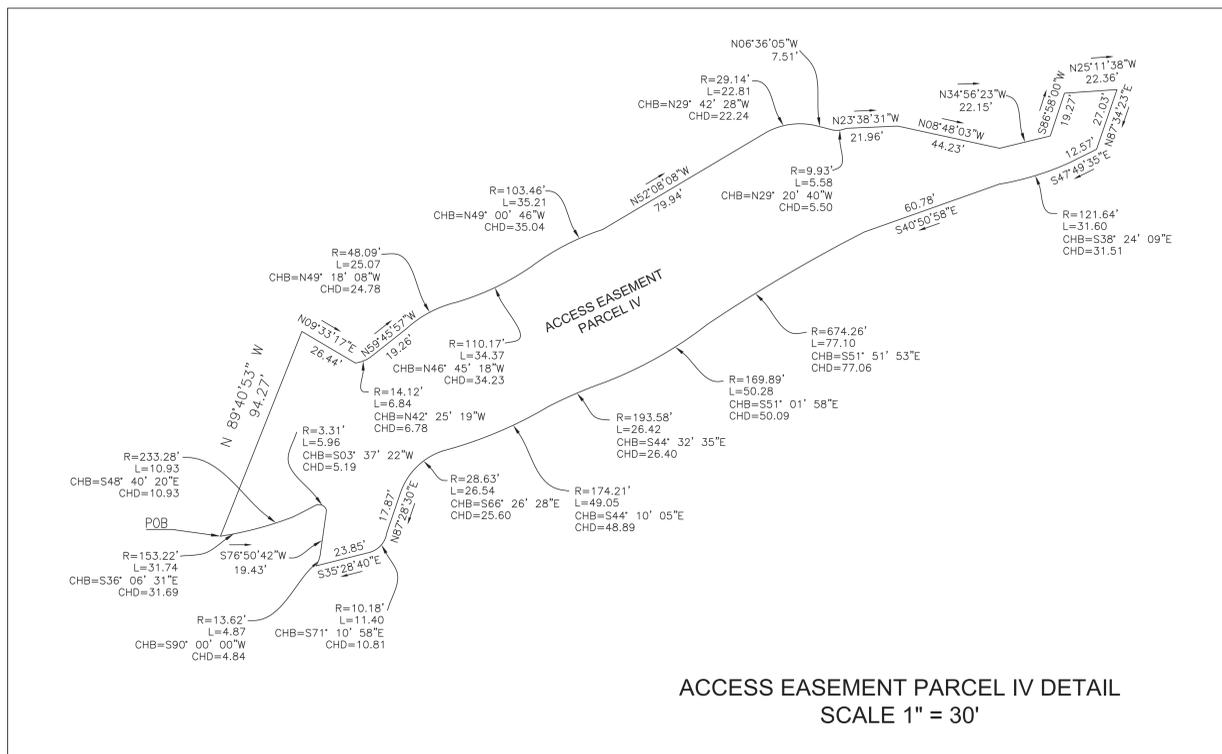 N06°36'05"W
7.51'
R=29.14'
L=22.81
CHB=N29° 42' 28"W
CHD=22.24
N23°38'31"W
21.96'
N08°48'03"W
44.23'
N34°56'23"W
22.15'
S86°58'00"W
19.27'
N25°11'38"W
22.36'
N87°34'23"E
27.03'
12.57'
S47°49'35"E
R=9.93'
L=5.58
CHB=N29° 20' 40"W
CHD=5.50
R=121.64'
L=31.60
CHB=S38° 24' 09"E
CHD=31.51
60.78'
S40°50'58"E
N52°08'08"W
79.94'
R=103.46'
L=35.21
CHB=N49° 00' 46"W
CHD=35.04
R=48.09'
L=25.07
CHB=N49° 18' 08"W
CHD=24.78
ACCESS EASEMENT
PARCEL IV
N09°33'17"E
26.44'
N59°45'57"W
19.26'
R=110.17'
L=34.37
CHB=N46° 45' 18"W
CHD=34.23
R=674.26'
L=77.10
CHB=S51° 51' 53"E
CHD=77.06
R=169.89'
L=50.28
CHB=S51° 01' 58"E
CHD=50.09
R=14.12'
L=6.84
CHB=N42° 25' 19"W
CHD=6.78
N 89°40'53" W
94.27'
R=193.58'
L=26.42
CHB=S44° 32' 35"E
CHD=26.40
R=3.31'
L=5.96
CHB=S03° 37' 22"W
CHD=5.19
R=233.28'
L=10.93
CHB=S48° 40' 20"E
CHD=10.93
R=28.63'
L=26.54
CHB=S66° 26' 28"E
CHD=25.60
R=174.21'
L=49.05
CHB=S44° 10' 05"E
CHD=48.89
17.87'
N87°28'30"E
POB
R=153.22'
L=31.74
CHB=S36° 06' 31"E
CHD=31.69
S76°50'42"W
19.43'
23.85'
S35°28'40"E
R=13.62'
L=4.87
CHB=S90° 00' 00"W
CHD=4.84
R=10.18'
L=11.40
CHB=S71° 10' 58"E
CHD=10.81
ACCESS EASEMENT PARCEL IV DETAIL
SCALE 1" = 30'